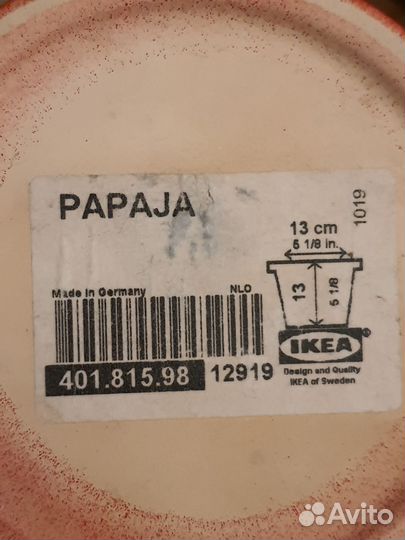 PAPAJA
1019
13 cm
5 1/8 in.
13
5 1/8
Made in Germany
NLO
401.815.98
12919
IKEA
®
Design and Quality
IKEA of Sweden
Avito